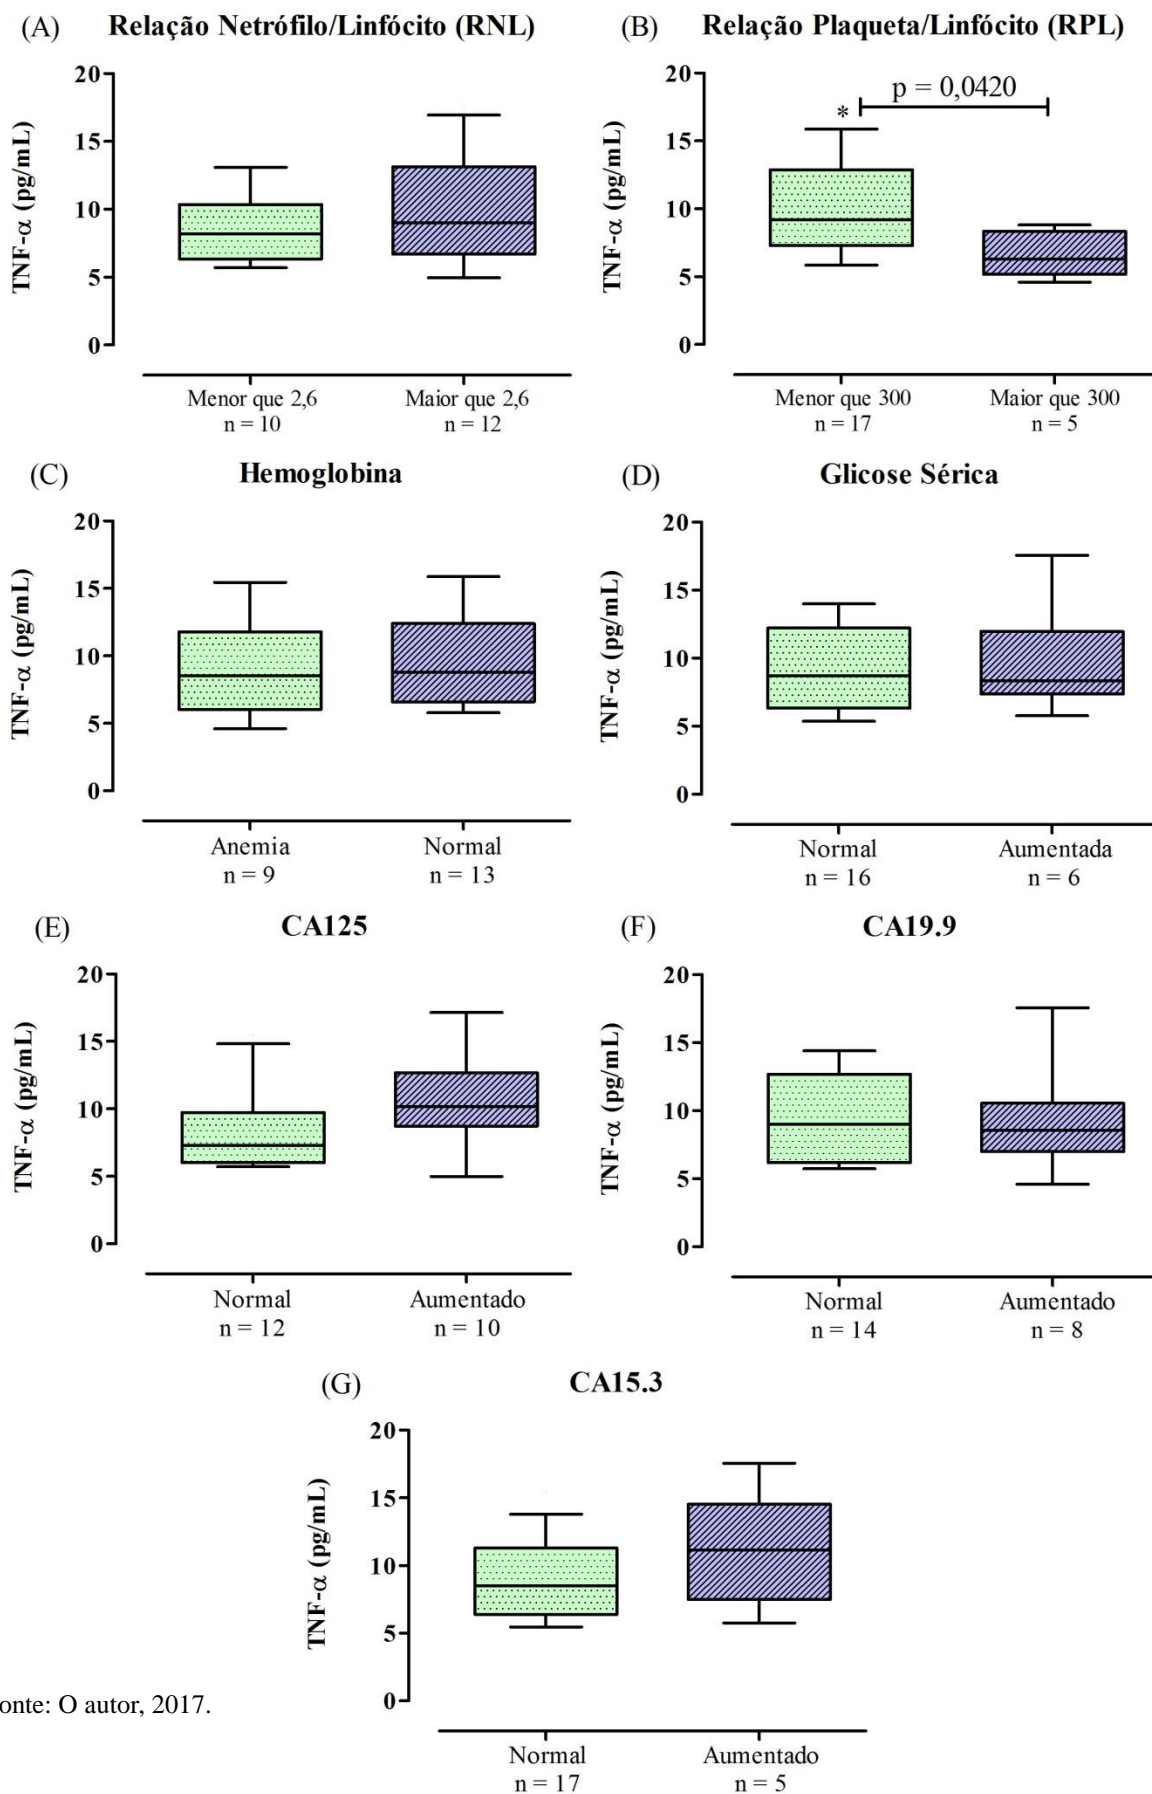 (A) Relação Netrófilo/Linfócito (RNL)
TNF-α (pg/mL)
20
15
10
5
0
Menor que 2,6
n = 10
Maior que 2,6
n = 12
(B) Relação Plaqueta/Linfócito (RPL)
TNF-α (pg/mL)
20
15
10
5
0
*
p = 0,0420
Menor que 300
n = 17
Maior que 300
n = 5
(C) Hemoglobina
TNF-α (pg/mL)
20
15
10
5
0
Anemia
n = 9
Normal
n = 13
(D) Glicose Sérica
TNF-α (pg/mL)
20
15
10
5
0
Normal
n = 16
Aumentada
n = 6
(E) CA125
TNF-α (pg/mL)
20
15
10
5
0
Normal
n = 12
Aumentado
n = 10
(F) CA19.9
TNF-α (pg/mL)
20
15
10
5
0
Normal
n = 14
Aumentado
n = 8
(G) CA15.3
TNF-α (pg/mL)
20
15
10
5
0
Normal
n = 17
Aumentado
n = 5
onte: O autor, 2017.